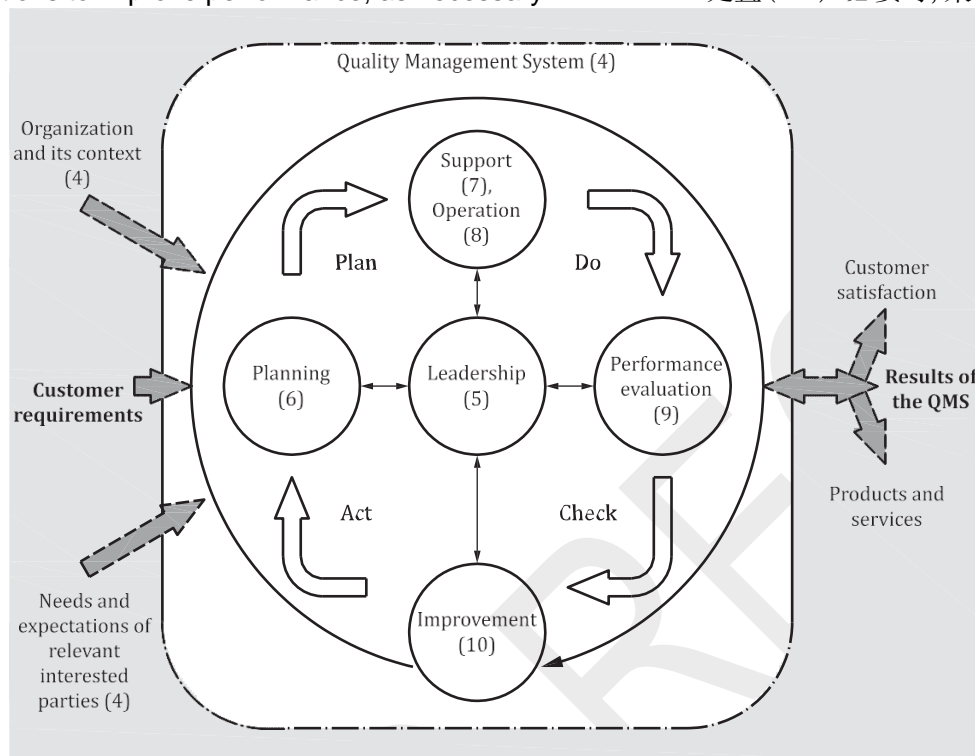 Quality Management System (4)
Organization
and its context
(4)
Support
(7),
Operation
(8)
Plan
Do
Customer
satisfaction
Planning
(6)
Leadership
(5)
Performance
evaluation
(9)
Customer
requirements
Results of
the QMS
Act
Check
Products and
services
Needs and
expectations of
relevant
interested
parties (4)
Improvement
(10)